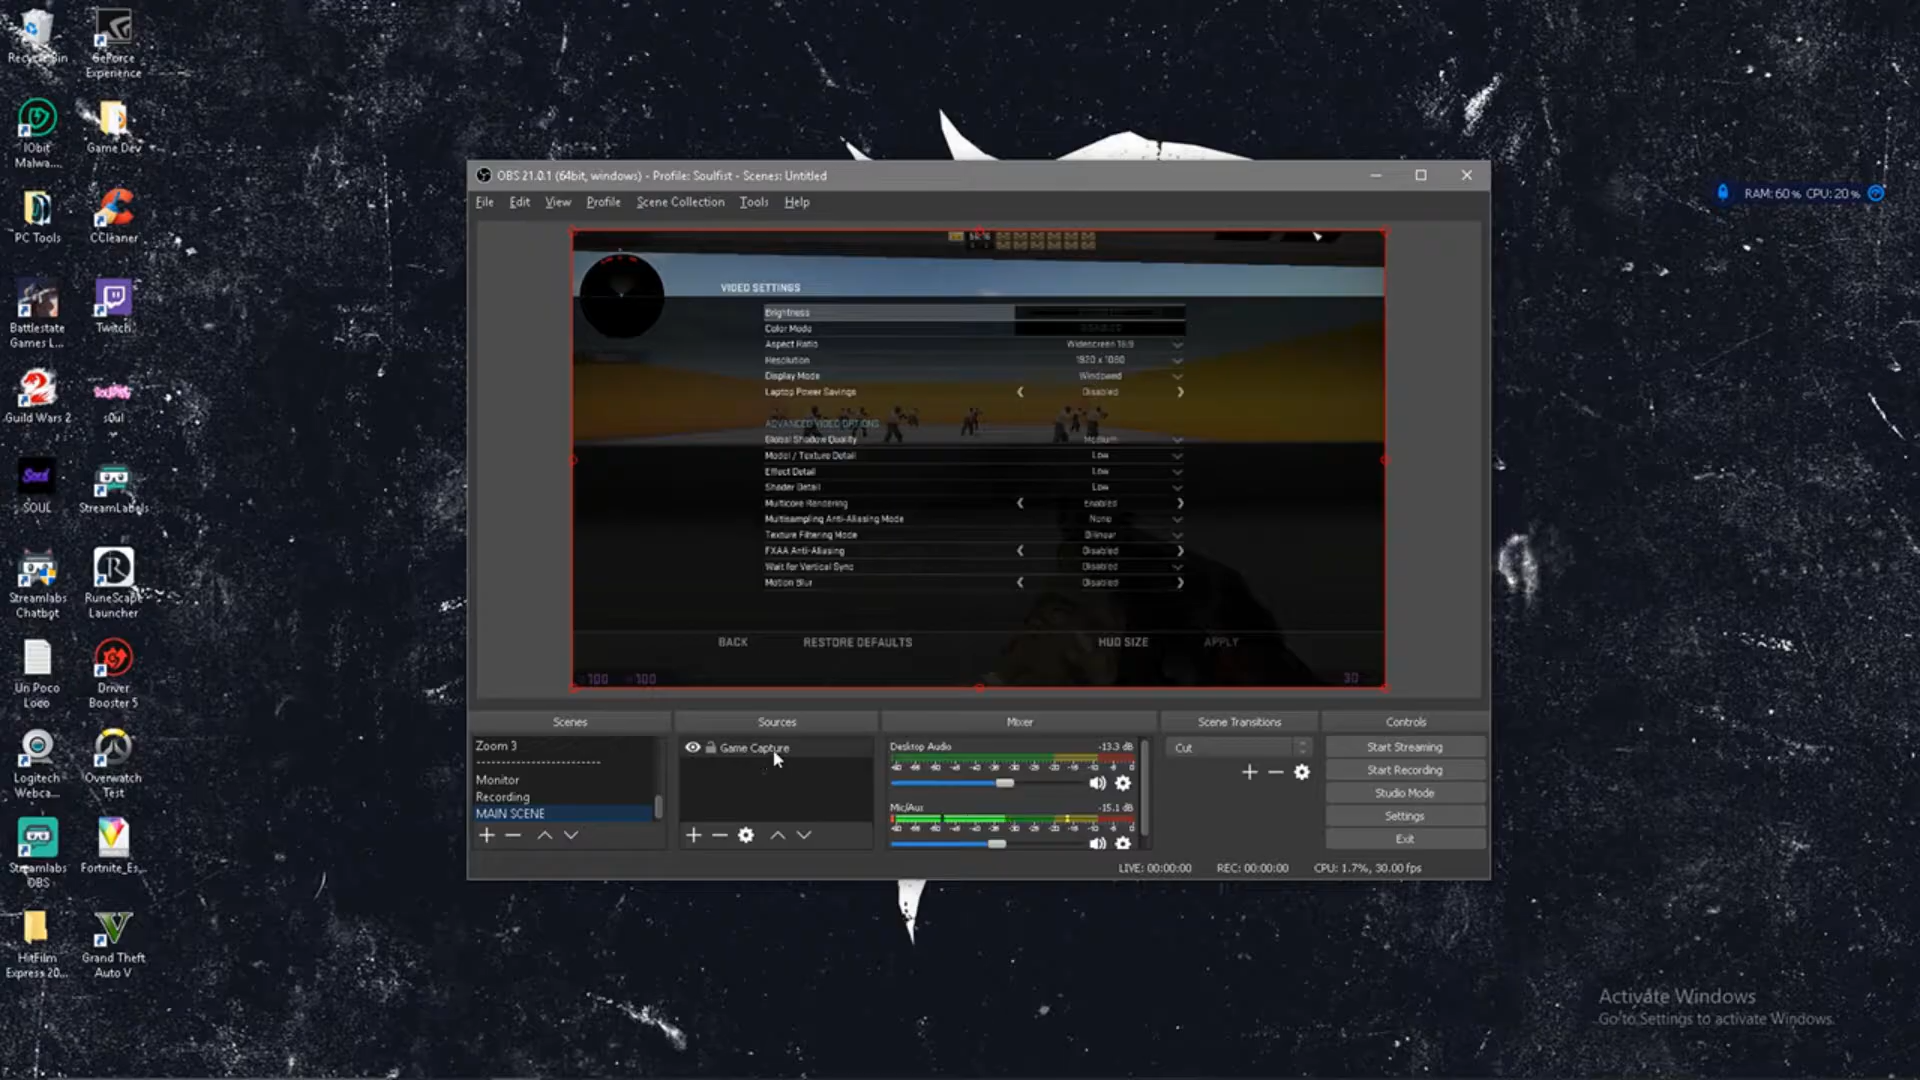 Recycle Bin
GeForce
Experience
IObit
Malwa...
Game Dev
PC Tools
CCleaner
Battlestate
Games L...
Twitch
Guild Wars 2
s0ul
SOUL
StreamLabels
Streamlabs
Chatbot
RuneScape
Launcher
Un Poco
Loco
Driver
Booster 5
Logitech
Webca...
Overwatch
Test
Streamlabs
OBS
Fortnite_Es...
HitFilm
Express 20...
Grand Theft
Auto V
OBS 21.0.1 (64bit, windows) - Profile: Soulfist - Scenes: Untitled
File Edit View Profile Scene Collection Tools Help
VIDEO SETTINGS
Brightness
Color Mode
Aspect Ratio Widescreen 16:9
Resolution 1920 x 1080
Display Mode Windowed
Laptop Power Savings Disabled
ADVANCED VIDEO OPTIONS
Global Shadow Quality Medium
Model / Texture Detail Low
Effect Detail Low
Shader Detail Low
Multicore Rendering Enabled
Multisampling Anti-Aliasing Mode None
Texture Filtering Mode Bilinear
FXAA Anti-Aliasing Disabled
Wait for Vertical Sync Disabled
Motion Blur Disabled
BACK RESTORE DEFAULTS HUD SIZE APPLY
100 100 30
Scenes Sources Mixer Scene Transitions Controls
Zoom 3
------------------------
Monitor
Recording
MAIN SCENE
Game Capture
Desktop Audio -13.3 dB
Mic/Aux -15.1 dB
Cut
Start Streaming
Start Recording
Studio Mode
Settings
Exit
LIVE: 00:00:00 REC: 00:00:00 CPU: 1.7%, 30.00 fps
RAM: 60% CPU: 20%
Activate Windows
Go to Settings to activate Windows.